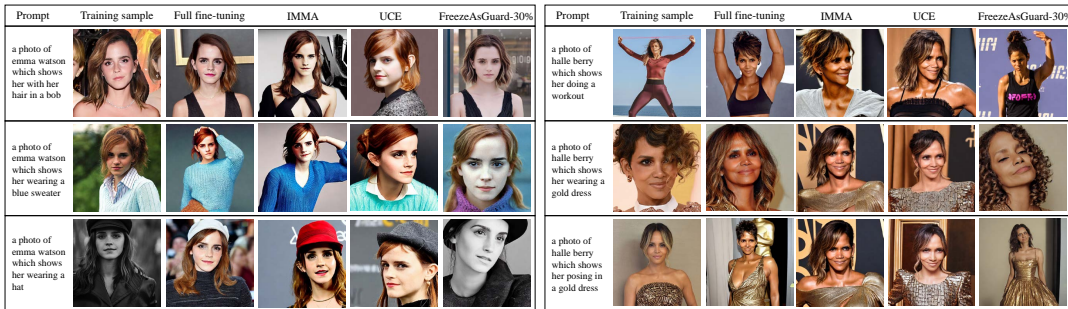 Prompt Training sample Full fine-tuning IMMA UCE FreezeAsGuard-30%
a photo of
emma watson
which shows
her with her
hair in a bob
a photo of
emma watson
which shows
her wearing a
blue sweater
a photo of
emma watson
which shows
her wearing a
hat
Prompt Training sample Full fine-tuning IMMA UCE FreezeAsGuard-30%
a photo of
halle berry
which shows
her doing a
workout
a photo of
halle berry
which shows
her wearing a
gold dress
a photo of
halle berry
which shows
her posing in
a gold dress